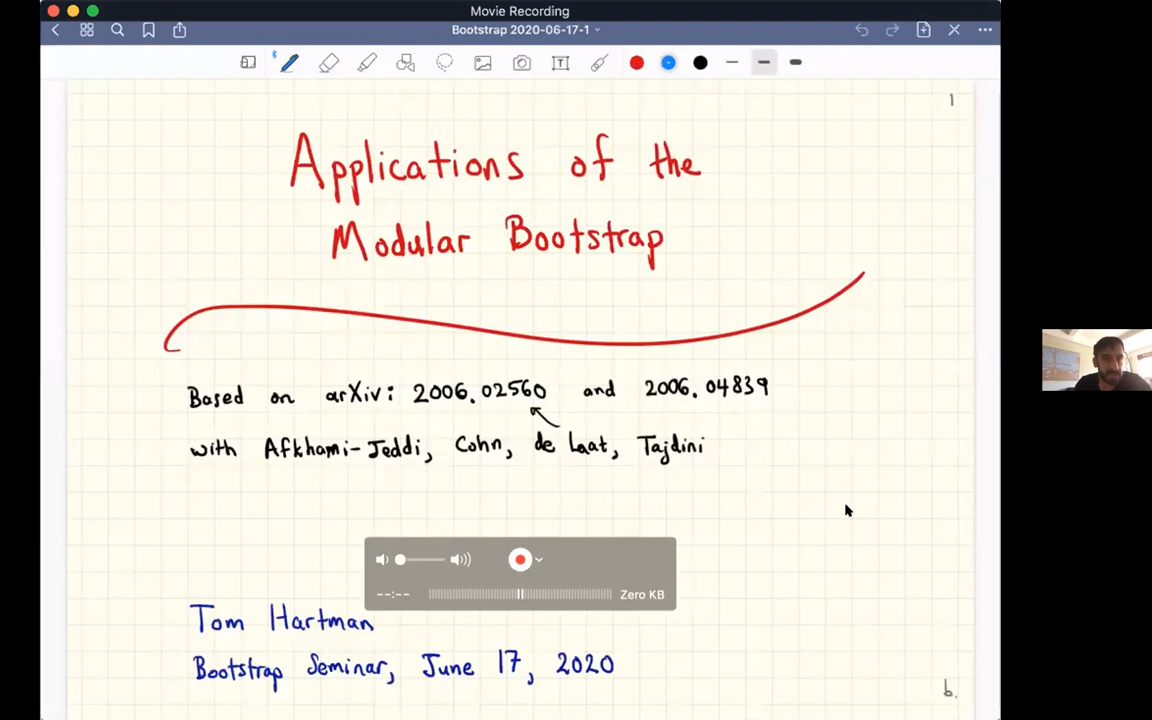 Movie Recording
Bootstrap 2020-06-17-1
1
Applications of the
Modular Bootstrap
Based on arXiv: 2006.02560 and 2006.04839
with Afkhami-Jeddi, Cohn, de Laat, Tajdini
--:--
Zero KB
Tom Hartman
Bootstrap Seminar, June 17, 2020
6.